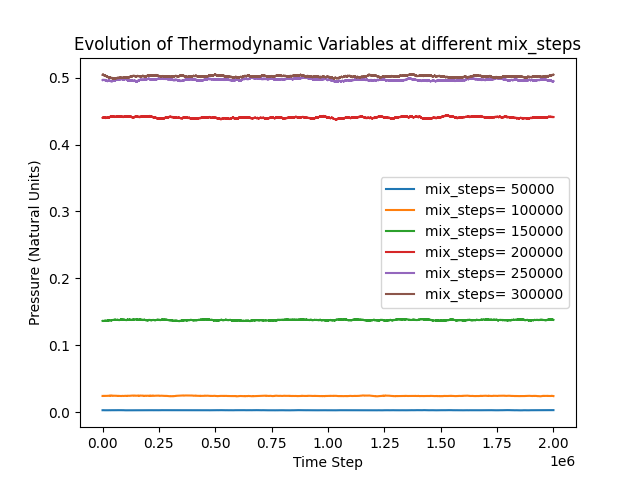 Evolution of Thermodynamic Variables at different mix_steps
Pressure (Natural Units)
0.5
0.4
0.3
0.2
0.1
0.0
mix_steps= 50000
mix_steps= 100000
mix_steps= 150000
mix_steps= 200000
mix_steps= 250000
mix_steps= 300000
0.00 0.25 0.50 0.75 1.00 1.25 1.50 1.75 2.00
1e6
Time Step